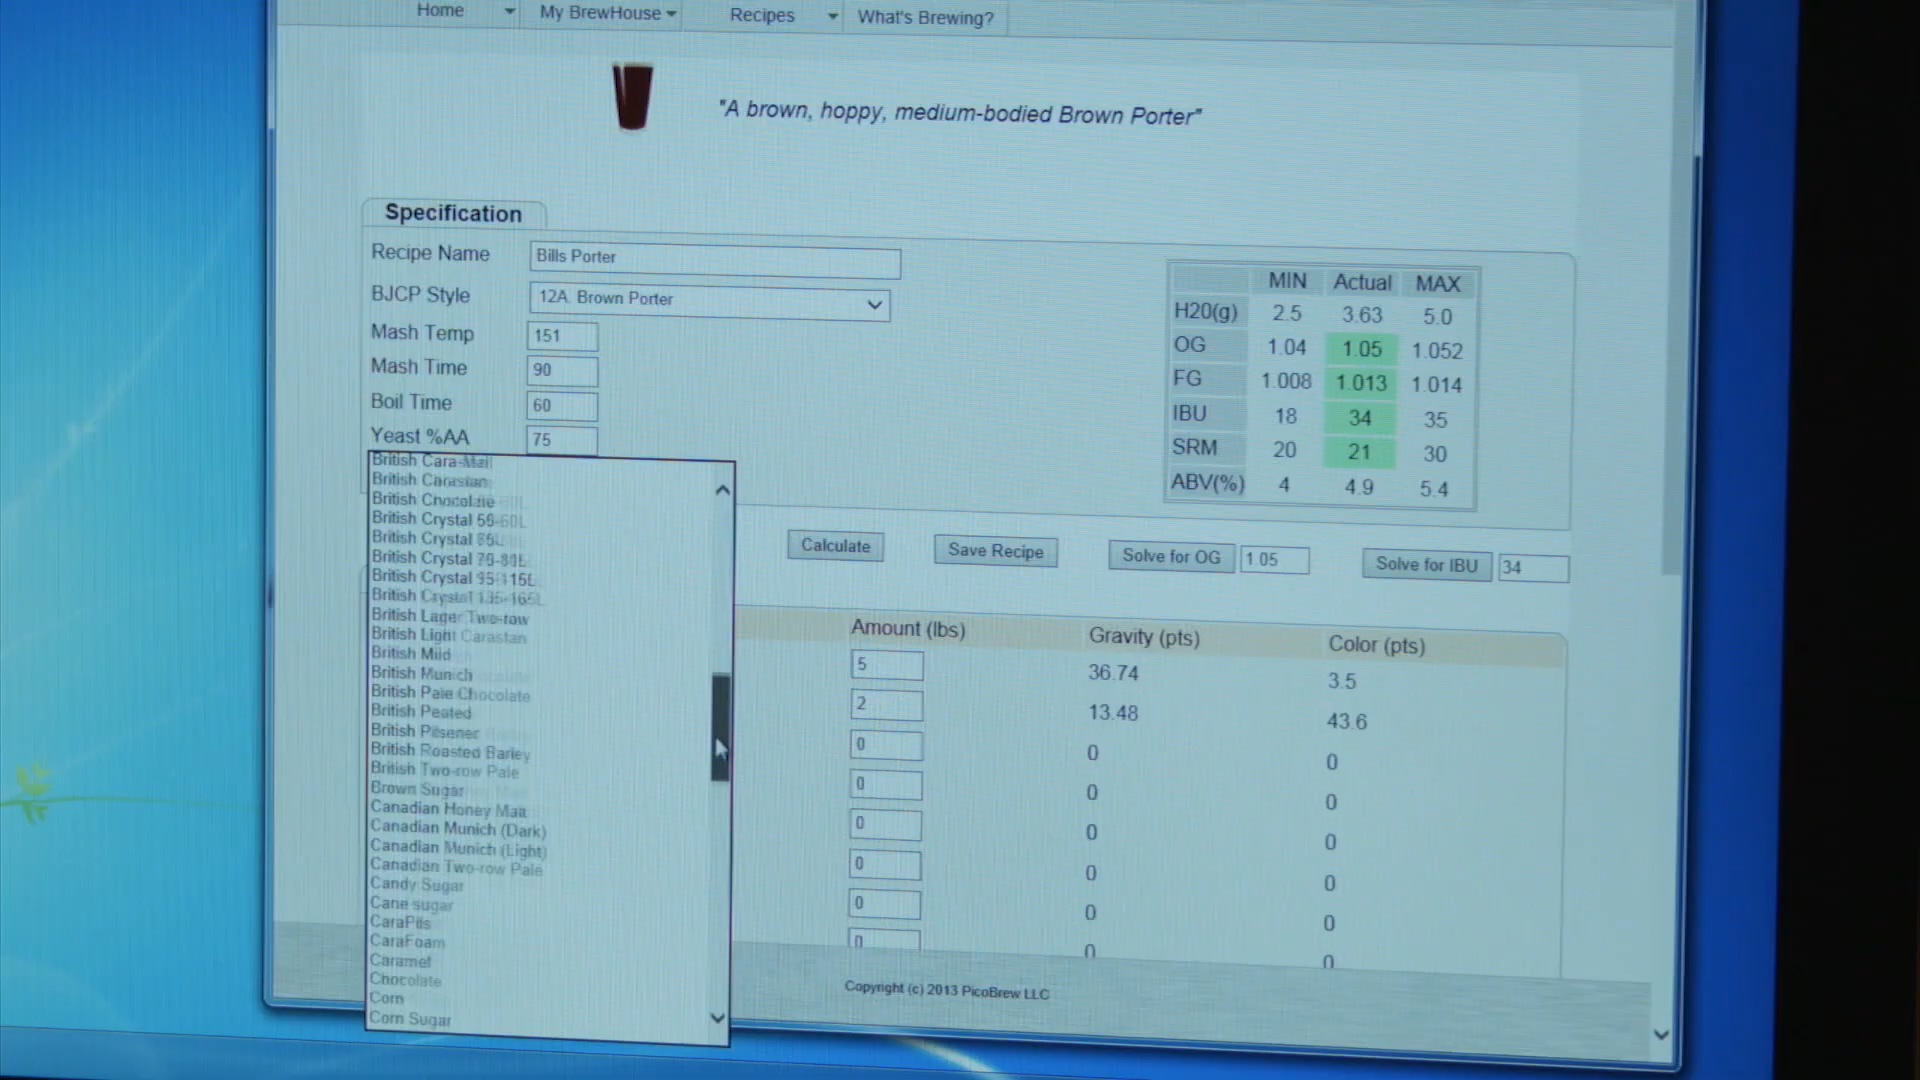 Home My BrewHouse Recipes What's Brewing?
"A brown, hoppy, medium-bodied Brown Porter"
Specification
Recipe Name Bills Porter
BJCP Style 12A. Brown Porter
Mash Temp 151
Mash Time 90
Boil Time 60
Yeast %AA 75
MIN Actual MAX
H20(g) 2.5 3.63 5.0
OG 1.04 1.05 1.052
FG 1.008 1.013 1.014
IBU 18 34 35
SRM 20 21 30
ABV(%) 4 4.9 5.4
British Cara-Malt
British Carastan
British Chocolate
British Crystal 50-60L
British Crystal
British Crystal 70-80L
British Crystal 95-115L
British Crystal 135-165L
British Lager Two-row
British Light Carastan
British Mild
British Munich
British Pale Chocolate
British Peated
British Pilsener
British Roasted Barley
British Two-row Pale
Brown Sugar
Canadian Honey Malt
Canadian Munich (Dark)
Canadian Munich (Light)
Canadian Two-row Pale
Candy Sugar
Cane sugar
CaraPils
CaraFoam
Caramel
Chocolate
Corn
Corn Sugar
Calculate Save Recipe Solve for OG 1.05 Solve for IBU 34
Amount (lbs) Gravity (pts) Color (pts)
5 36.74 3.5
2 13.48 43.6
0 0 0
0 0 0
0 0 0
0 0 0
0 0 0
0 0 0
Copyright (c) 2013 PicoBrew LLC